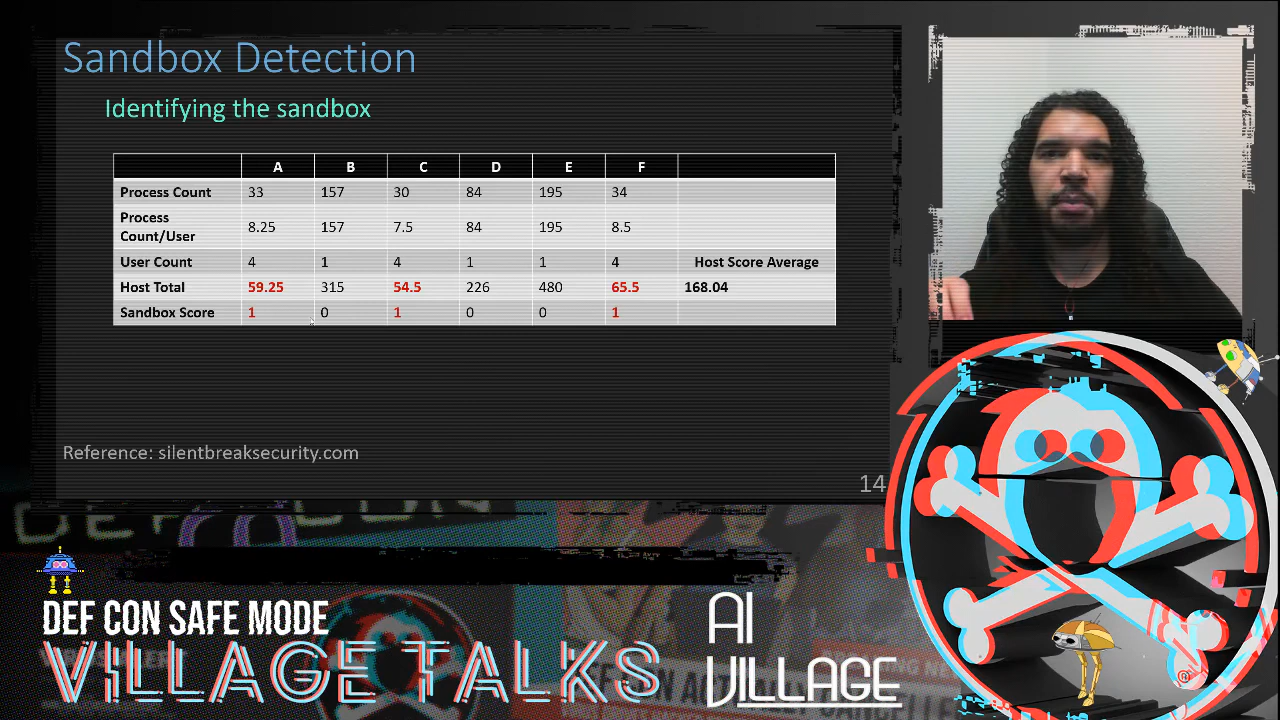 Sandbox Detection
Identifying the sandbox
A B C D E F
Process Count 33 157 30 84 195 34
Process
Count/User 8.25 157 7.5 84 195 8.5
User Count 4 1 4 1 1 4 Host Score Average
Host Total 59.25 315 54.5 226 480 65.5 168.04
Sandbox Score 1 0 1 0 0 1
Reference: silentbreaksecurity.com
14
DEF CON
DEF CON SAFE MODE
VILLAGE TALKS
AI
VILLAGE